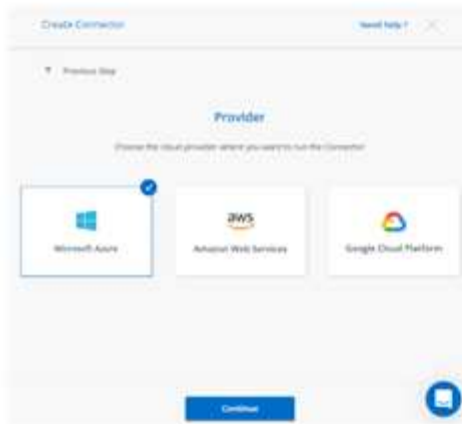 Create Connector
Need help?
Previous Step
Provider
Choose the cloud provider where you want to run the Connector
Microsoft Azure
aws
Amazon Web Services
Google Cloud Platform
Continue